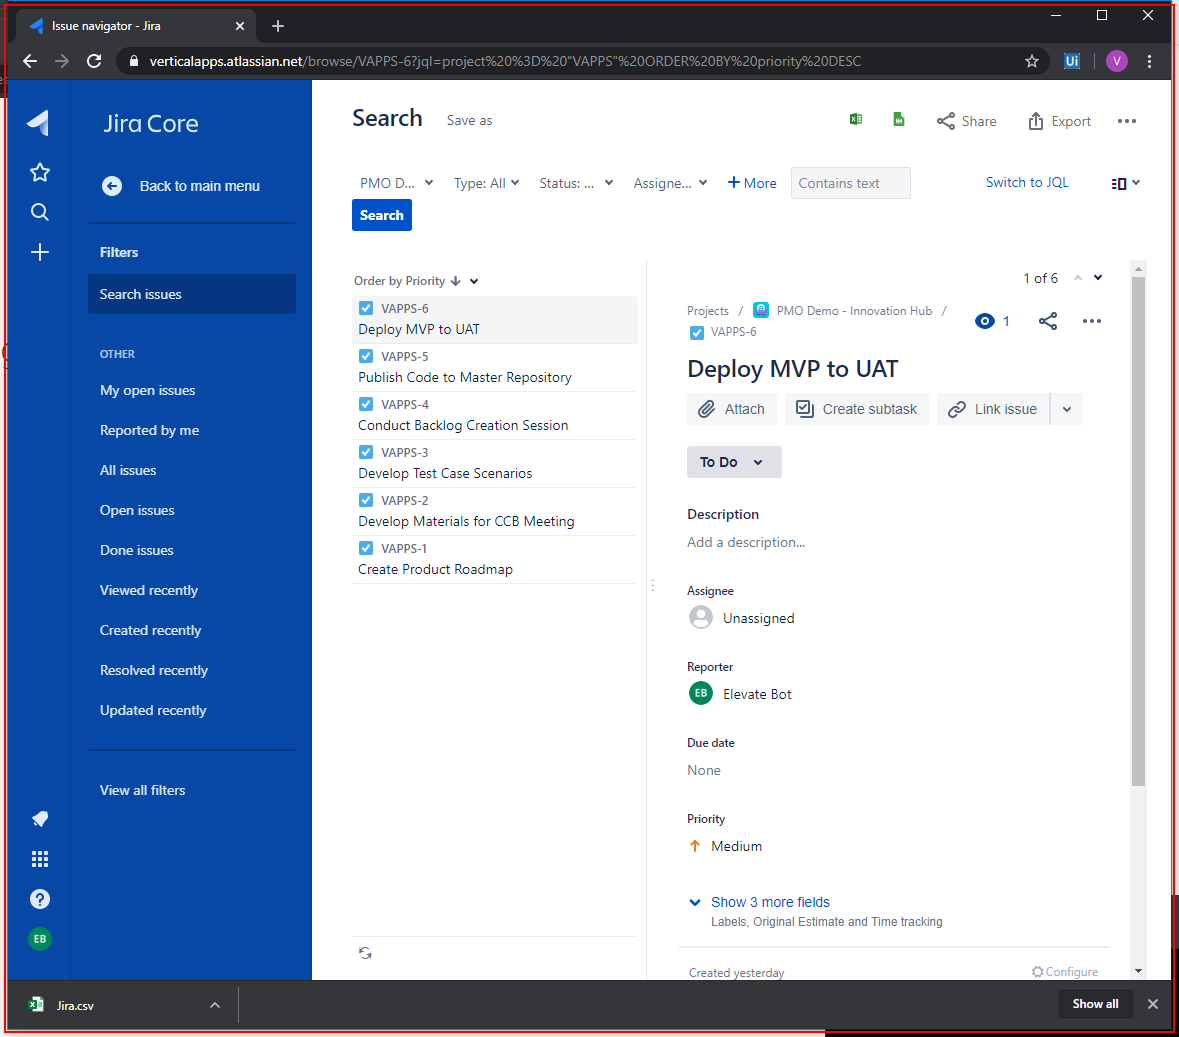 Issue navigator - Jira
verticalapps.atlassian.net/browse/VAPPS-6?jql=project%20%3D%20"VAPPS"%20ORDER%20BY%20priority%20DESC
Ui
V
Jira Core
Back to main menu
Filters
Search issues
OTHER
My open issues
Reported by me
All issues
Open issues
Done issues
Viewed recently
Created recently
Resolved recently
Updated recently
View all filters
EB
Search
Save as
Share
Export
PMO D...
Type: All
Status: ...
Assigne...
+ More
Contains text
Switch to JQL
Search
Order by Priority
VAPPS-6
Deploy MVP to UAT
VAPPS-5
Publish Code to Master Repository
VAPPS-4
Conduct Backlog Creation Session
VAPPS-3
Develop Test Case Scenarios
VAPPS-2
Develop Materials for CCB Meeting
VAPPS-1
Create Product Roadmap
1 of 6
Projects / PMO Demo - Innovation Hub /
VAPPS-6
1
Deploy MVP to UAT
Attach
Create subtask
Link issue
To Do
Description
Add a description...
Assignee
Unassigned
Reporter
EB Elevate Bot
Due date
None
Priority
Medium
Show 3 more fields
Labels, Original Estimate and Time tracking
Created yesterday
Configure
Jira.csv
Show all